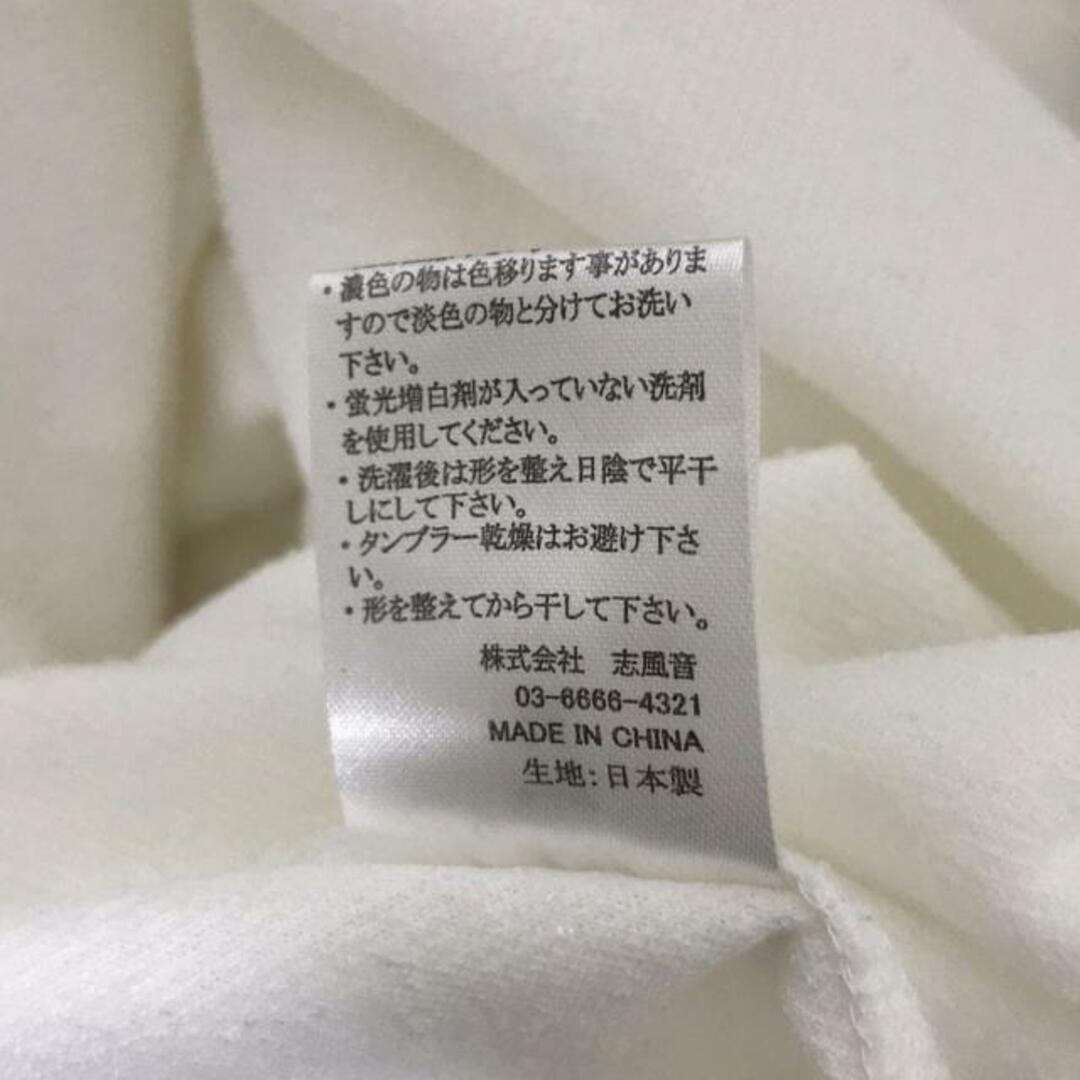 ・濃色の物は色移ります事がありま
すので淡色の物と分けてお洗い
下さい。
・蛍光増白剤が入っていない洗剤
を使用してください。
・洗濯後は形を整え日陰で平干
しにして下さい。
・タンブラー乾燥はお避け下さ
い。
・形を整えてから干して下さい。
株式会社 志風音
03-6666-4321
MADE IN CHINA
生地:日本製